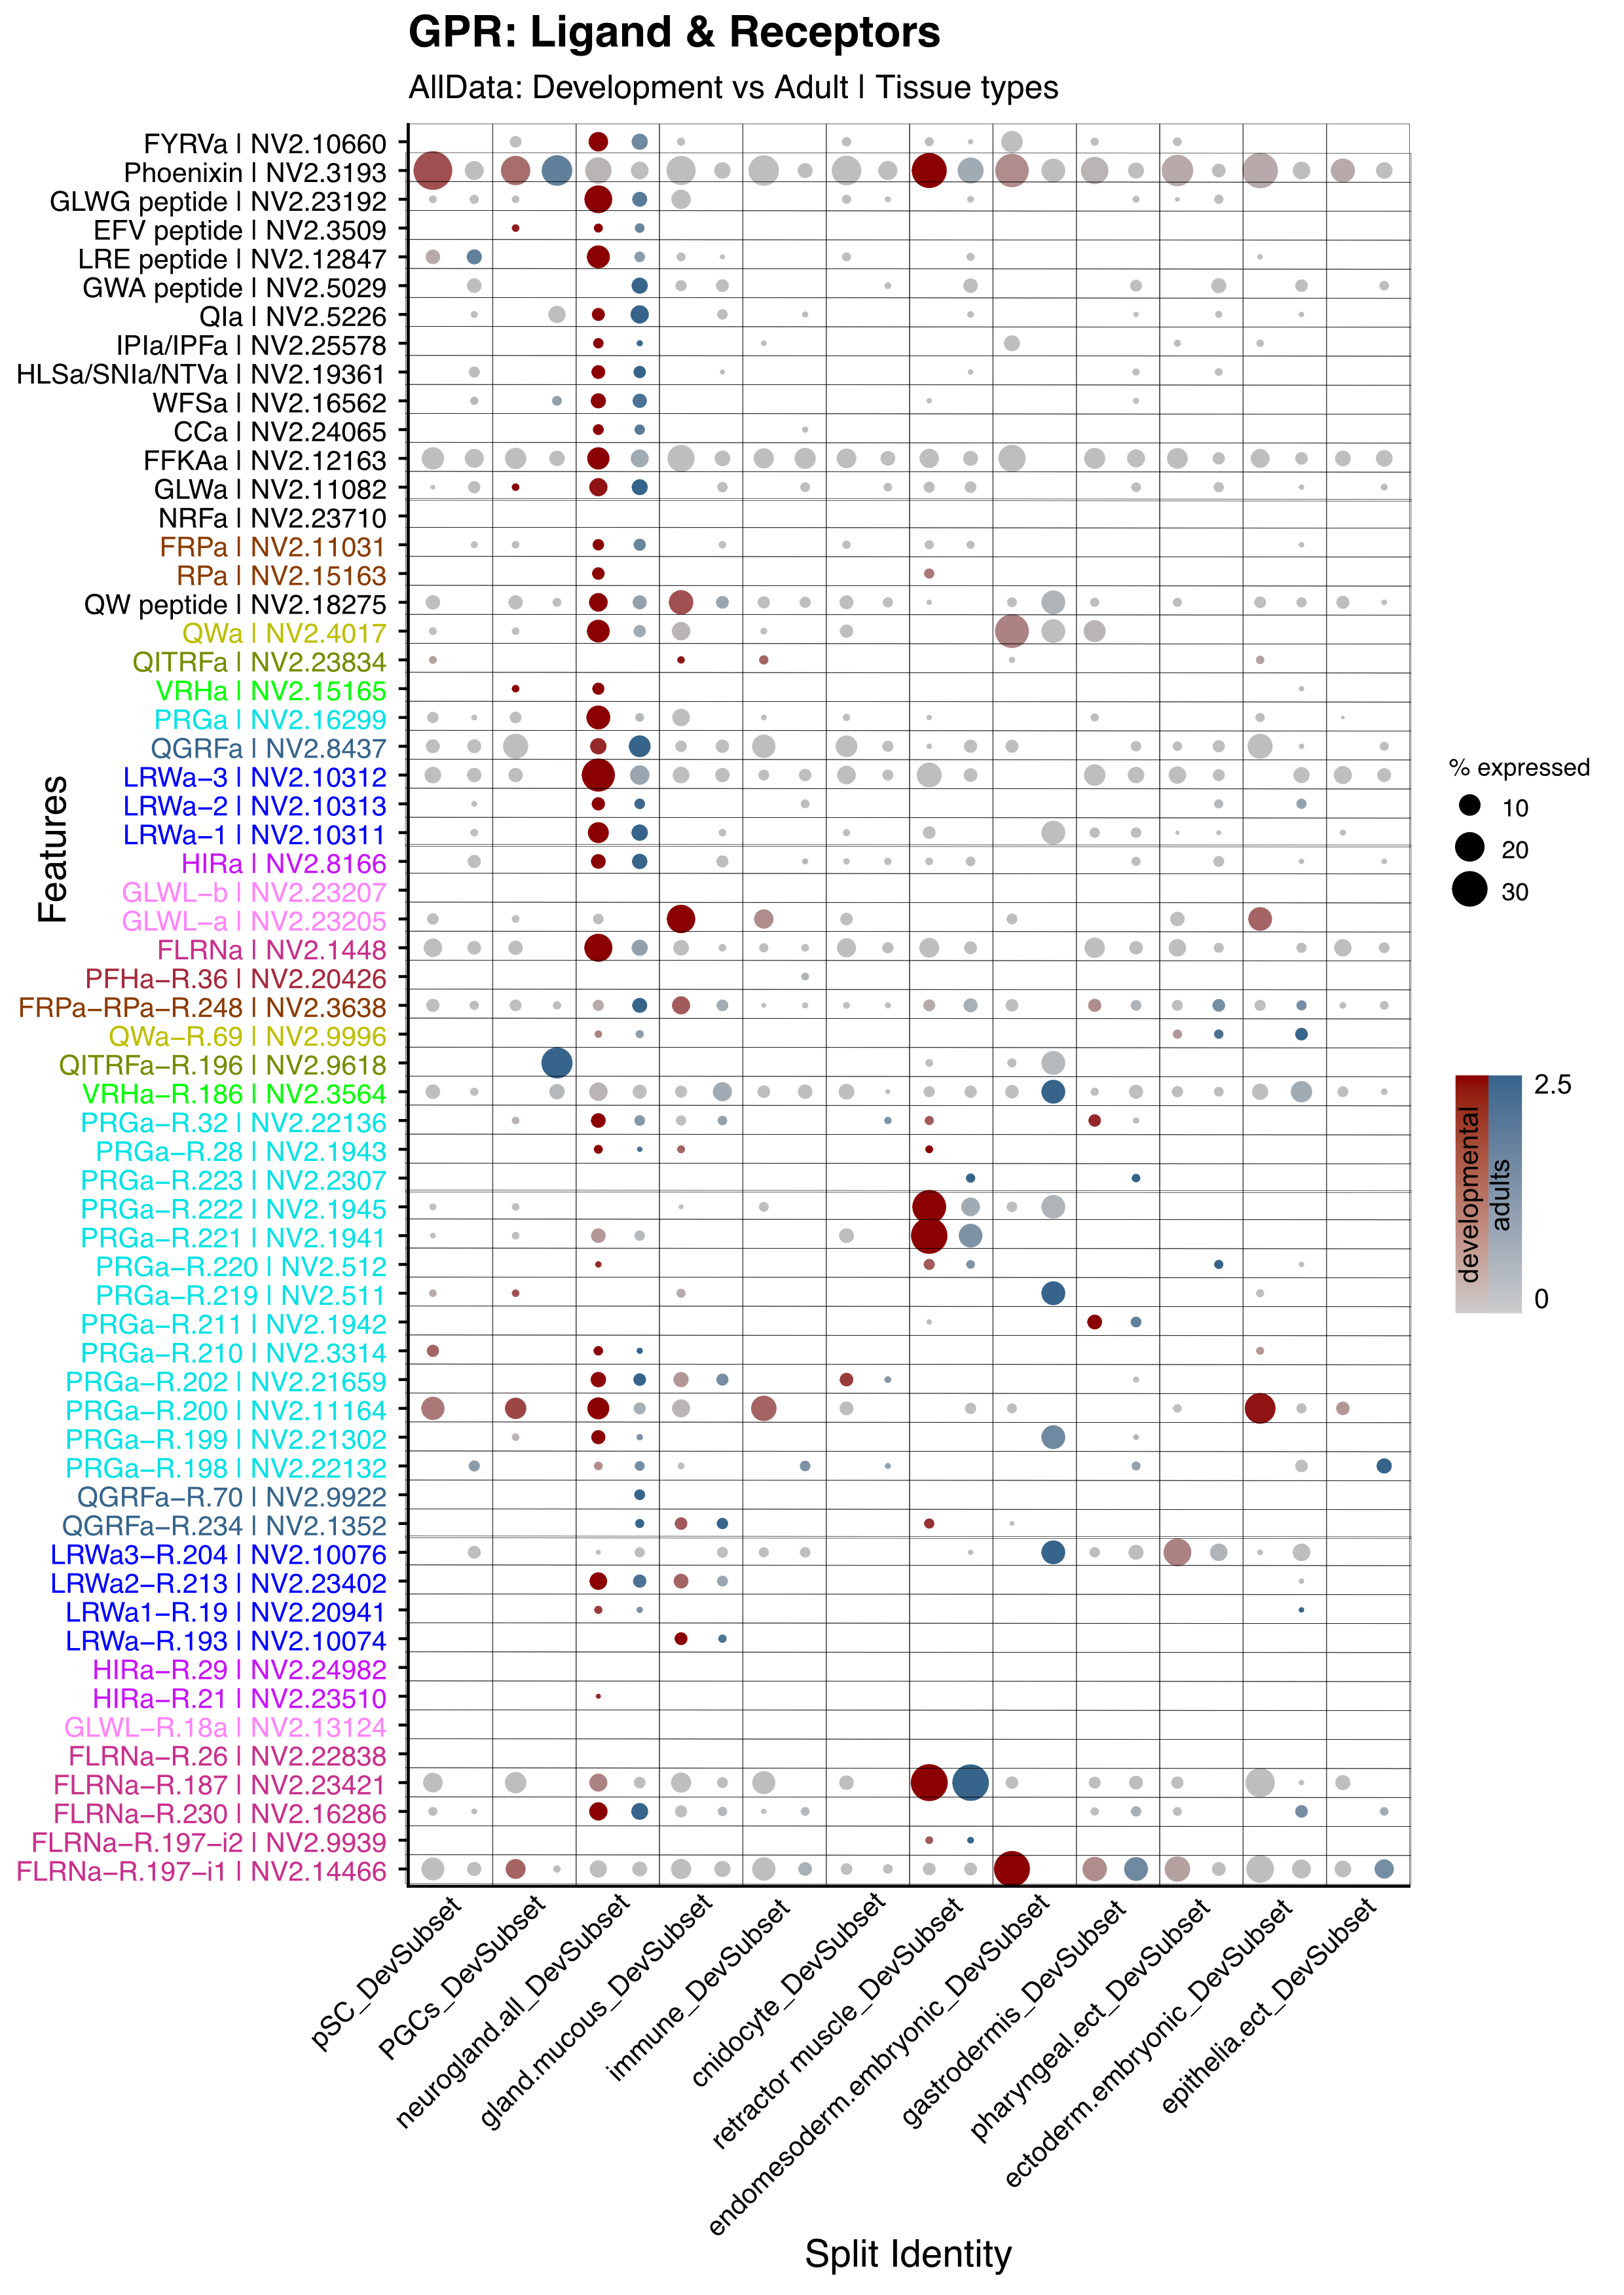 GPR: Ligand & Receptors
AllData: Development vs Adult | Tissue types
FYRVa | NV2.10660
Phoenixin | NV2.3193
GLWG peptide | NV2.23192
EFV peptide | NV2.3509
LRE peptide | NV2.12847
GWA peptide | NV2.5029
QIa | NV2.5226
IPIa/IPFa | NV2.25578
HLSa/SNIa/NTVa | NV2.19361
WFSa | NV2.16562
CCa | NV2.24065
FFKAa | NV2.12163
GLWa | NV2.11082
NRFa | NV2.23710
FRPa | NV2.11031
RPa | NV2.15163
QW peptide | NV2.18275
QWa | NV2.4017
QITRFa | NV2.23834
VRHa | NV2.15165
PRGa | NV2.16299
QGRFa | NV2.8437
LRWa−3 | NV2.10312
LRWa−2 | NV2.10313
LRWa−1 | NV2.10311
HIRa | NV2.8166
GLWL−b | NV2.23207
GLWL−a | NV2.23205
FLRNa | NV2.1448
PFHa−R.36 | NV2.20426
FRPa−RPa−R.248 | NV2.3638
QWa−R.69 | NV2.9996
QITRFa−R.196 | NV2.9618
VRHa−R.186 | NV2.3564
PRGa−R.32 | NV2.22136
PRGa−R.28 | NV2.1943
PRGa−R.223 | NV2.2307
PRGa−R.222 | NV2.1945
PRGa−R.221 | NV2.1941
PRGa−R.220 | NV2.512
PRGa−R.219 | NV2.511
PRGa−R.211 | NV2.1942
PRGa−R.210 | NV2.3314
PRGa−R.202 | NV2.21659
PRGa−R.200 | NV2.11164
PRGa−R.199 | NV2.21302
PRGa−R.198 | NV2.22132
QGRFa−R.70 | NV2.9922
QGRFa−R.234 | NV2.1352
LRWa3−R.204 | NV2.10076
LRWa2−R.213 | NV2.23402
LRWa1−R.19 | NV2.20941
LRWa−R.193 | NV2.10074
HIRa−R.29 | NV2.24982
HIRa−R.21 | NV2.23510
GLWL−R.18a | NV2.13124
FLRNa−R.26 | NV2.22838
FLRNa−R.187 | NV2.23421
FLRNa−R.230 | NV2.16286
FLRNa−R.197−i2 | NV2.9939
FLRNa−R.197−i1 | NV2.14466
Features
pSC_DevSubset
PGCs_DevSubset
neurogland.all_DevSubset
gland.mucous_DevSubset
immune_DevSubset
cnidocyte_DevSubset
retractor muscle_DevSubset
endomesoderm.embryonic_DevSubset
gastrodermis_DevSubset
pharyngeal.ect_DevSubset
ectoderm.embryonic_DevSubset
epithelia.ect_DevSubset
Split Identity
% expressed
10
20
30
2.5
0
developmental
adults